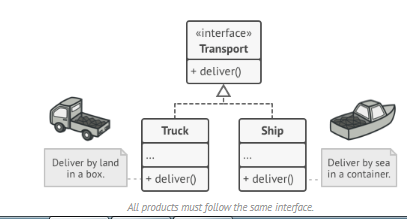 «interface»
Transport
+ deliver()
Truck
...
+ deliver()
Ship
...
+ deliver()
Deliver by land
in a box.
Deliver by sea
in a container.
All products must follow the same interface.